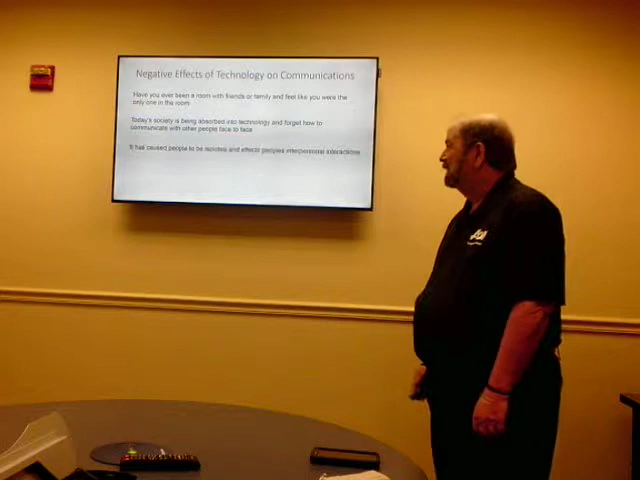 Negative Effects of Technology on Communications
Have you ever been a room with friends or family and feel like you were the
only one in the room
Today's society is being absorbed into technology and forget how to
communicate with other people face to face
It has caused people to be isolated and effects peoples interpersonal interactions